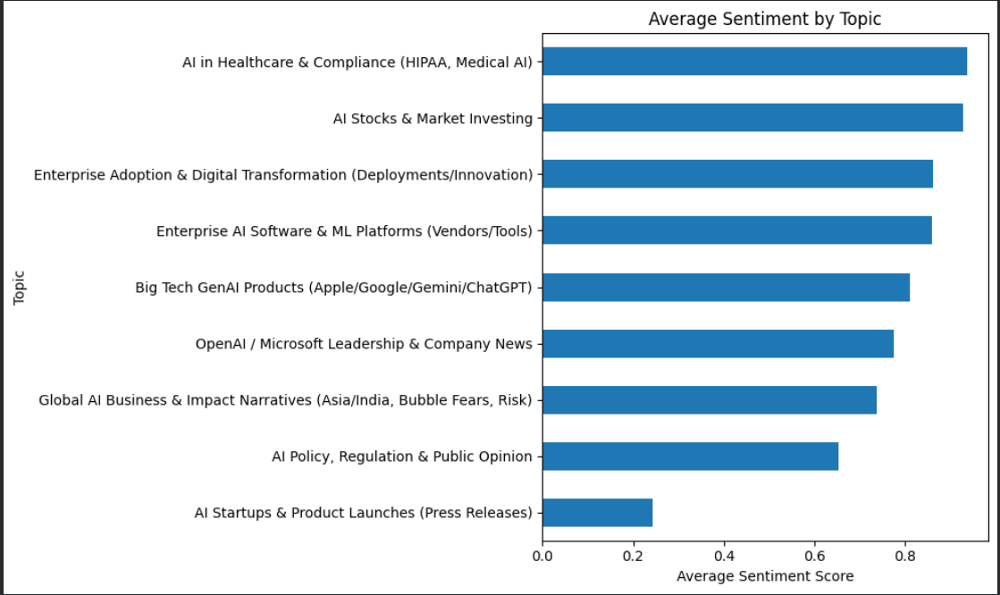 Average Sentiment by Topic
AI in Healthcare & Compliance (HIPAA, Medical AI)
AI Stocks & Market Investing
Enterprise Adoption & Digital Transformation (Deployments/Innovation)
Enterprise AI Software & ML Platforms (Vendors/Tools)
Big Tech GenAI Products (Apple/Google/Gemini/ChatGPT)
OpenAI / Microsoft Leadership & Company News
Global AI Business & Impact Narratives (Asia/India, Bubble Fears, Risk)
AI Policy, Regulation & Public Opinion
AI Startups & Product Launches (Press Releases)
Topic
0.0 0.2 0.4 0.6 0.8
Average Sentiment Score